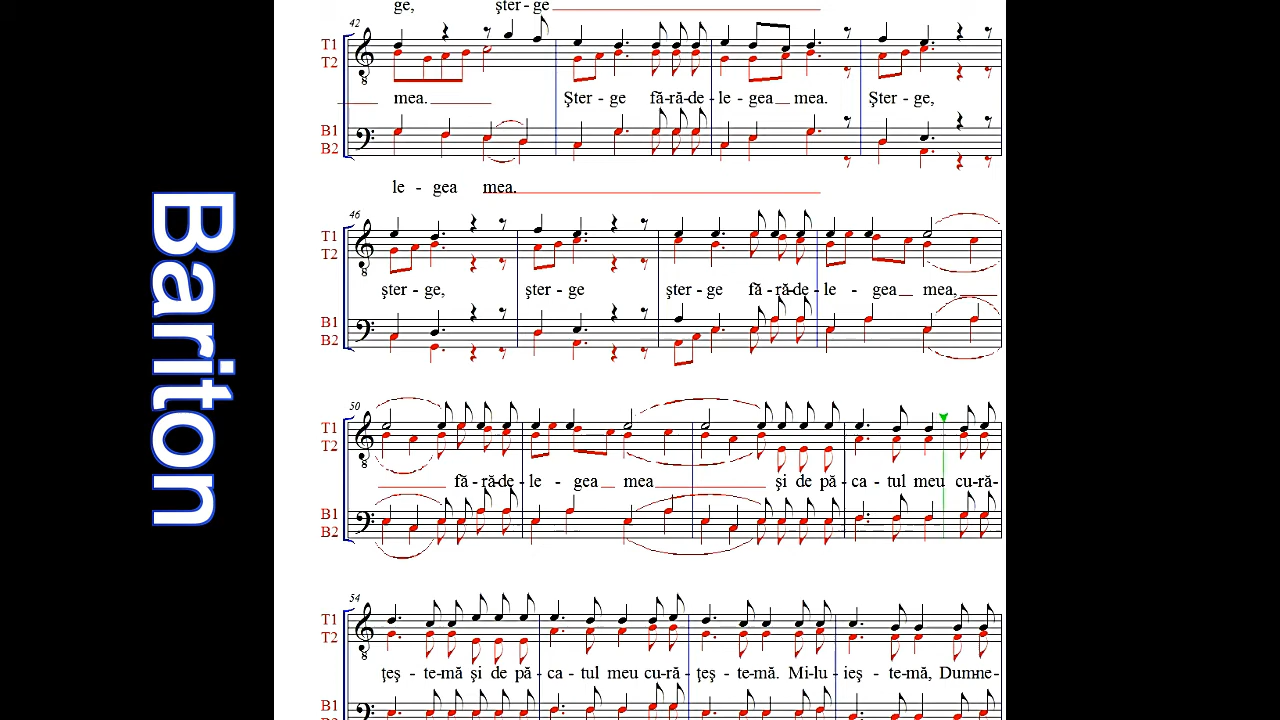 Bariton
ge, şter - ge
42
T1
T2
mea. Şter - ge fă-ră-de - le - gea mea. Şter - ge,
B1
B2
le - gea mea.
46
T1
T2
şter - ge, şter - ge şter - ge fă - ră-de - le - gea mea,
B1
B2
50
T1
T2
fă - ră-de - le - gea mea şi de pă - ca - tul meu cu-ră-
B1
B2
54
T1
T2
ţeş - te-mă şi de pă - ca - tul meu cu-ră - ţeş - te-mă. Mi-lu - ieş - te-mă, Dumne-
B1